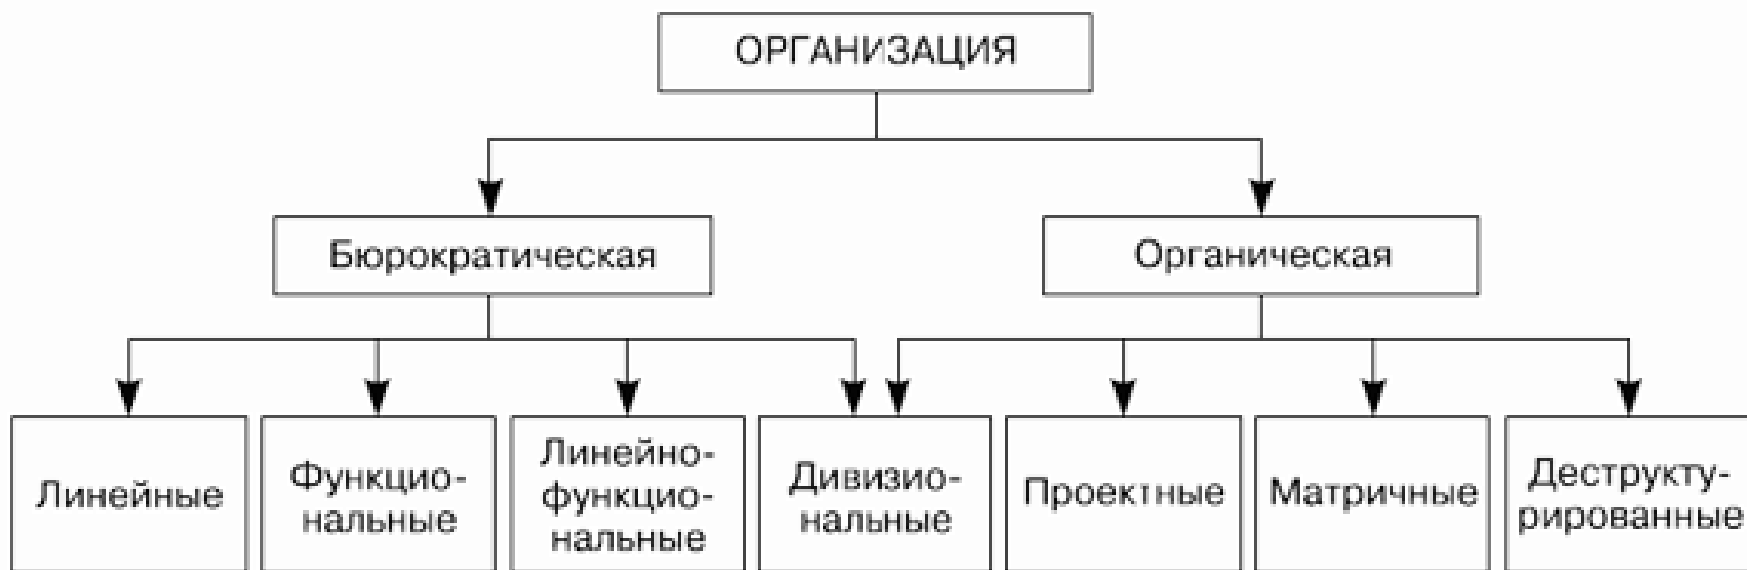 ОРГАНИЗАЦИЯ
Бюрократическая
Органическая
Линейные
Функцио-
нальные
Линейно-
функцио-
нальные
Дивизио-
нальные
Проектные
Матричные
Деструкту-
рированные